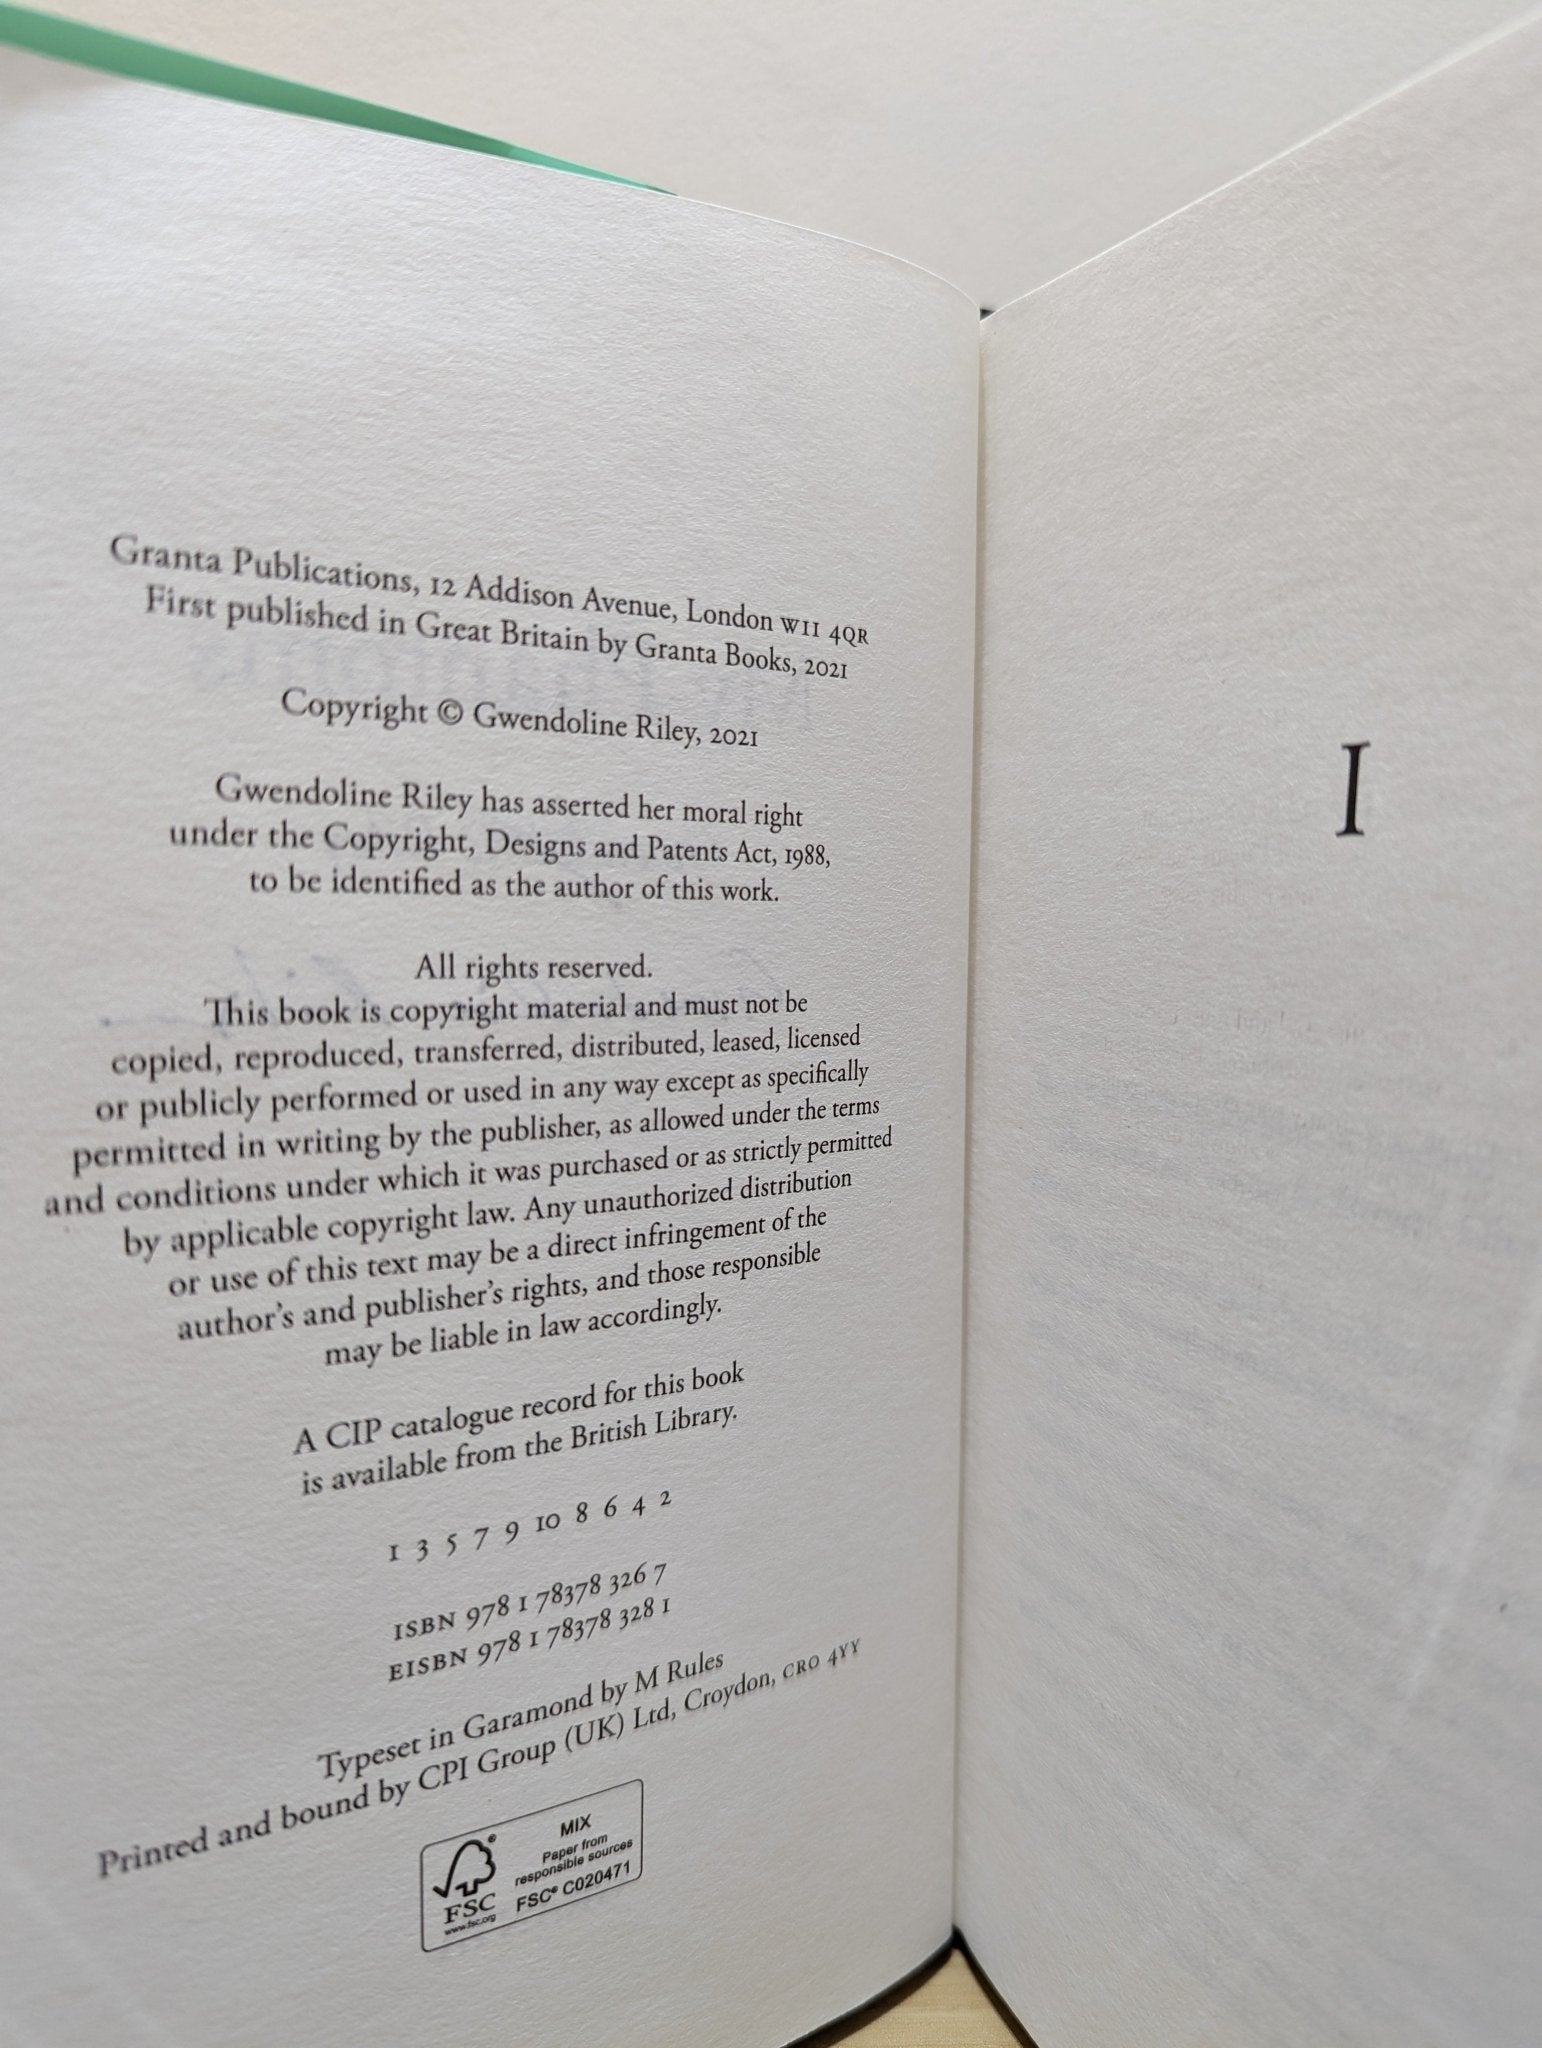 Granta Publications, 12 Addison Avenue, London W11 4QR
First published in Great Britain by Granta Books, 2021
Copyright © Gwendoline Riley, 2021
Gwendoline Riley has asserted her moral right
under the Copyright, Designs and Patents Act, 1988,
to be identified as the author of this work.
All rights reserved.
This book is copyright material and must not be
copied, reproduced, transferred, distributed, leased, licensed
or publicly performed or used in any way except as specifically
permitted in writing by the publisher, as allowed under the terms
and conditions under which it was purchased or as strictly permitted
by applicable copyright law. Any unauthorized distribution
or use of this text may be a direct infringement of the
author's and publisher's rights, and those responsible
may be liable in law accordingly.
A CIP catalogue record for this book
is available from the British Library.
1 3 5 7 9 10 8 6 4 2
ISBN 978 1 78378 326 7
EISBN 978 1 78378 328 1
Typeset in Garamond by M Rules
Printed and bound by CPI Group (UK) Ltd, Croydon, CR0 4YY
FSC
www.fsc.org
MIX
Paper from
responsible sources
FSC® C020471
I